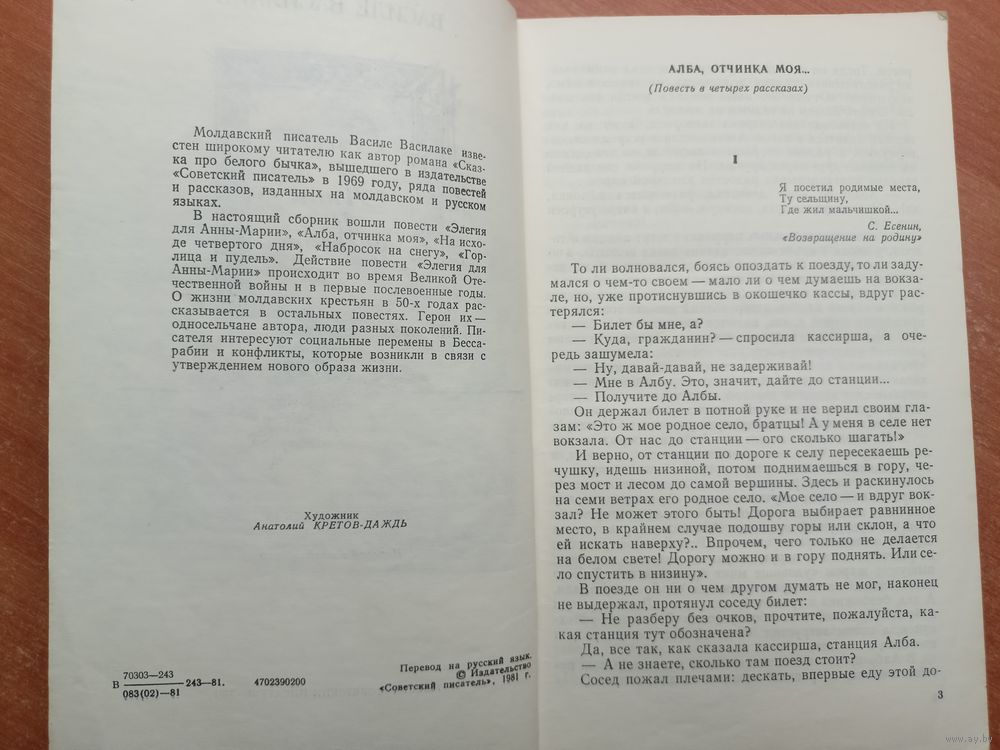 Молдавский писатель Василе Василаке изве-
стен широкому читателю как автор романа «Сказ-
ка про белого бычка», вышедшего в издательстве
«Советский писатель» в 1969 году, ряда повестей
и рассказов, изданных на молдавском и русском
языках.
В настоящий сборник вошли повести «Элегия
для Анны-Марии», «Алба, отчинка моя», «На исхо-
де четвертого дня», «Набросок на снегу», «Гор-
лица и пудель». Действие повести «Элегия для
Анны-Марии» происходит во время Великой Оте-
чественной войны и в первые послевоенные годы.
О жизни молдавских крестьян в 50-х годах рас-
сказывается в остальных повестях. Герои их —
односельчане автора, люди разных поколений. Пи-
сателя интересуют социальные перемены в Бесса-
рабии и конфликты, которые возникли в связи с
утверждением нового образа жизни.
Художник
Анатолий КРЕТОВ-ДАЖДЬ
В 70303—243
083(02)—81 243—81. 4702390200
Перевод на русский язык.
© Издательство
«Советский писатель», 1981 г.
АЛБА, ОТЧИНКА МОЯ...
(Повесть в четырех рассказах)
I
Я посетил родимые места,
Ту сельщину,
Где жил мальчишкой...
С. Есенин,
«Возвращение на родину»
То ли волновался, боясь опоздать к поезду, то ли заду-
мался о чем-то своем — мало ли о чем думаешь на вокза-
ле, но, уже протиснувшись в окошечко кассы, вдруг рас-
терялся:
— Билет бы мне, а?
— Куда, гражданин? — спросила кассирша, а оче-
редь зашумела:
— Ну, давай-давай, не задерживай!
— Мне в Албу. Это, значит, дайте до станции...
— Получите до Албы.
Он держал билет в потной руке и не верил своим гла-
зам: «Это ж мое родное село, братцы! А у меня в селе нет
вокзала. От нас до станции — ого сколько шагать!»
И верно, от станции по дороге к селу пересекаешь ре-
чушку, идешь низиной, потом поднимаешься в гору, че-
рез мост и лесом до самой вершины. Здесь и раскинулось
на семи ветрах его родное село. «Мое село — и вдруг вок-
зал? Не может этого быть! Дорога выбирает равнинное
место, в крайнем случае подошву горы или склон, а что
ей искать наверху?.. Впрочем, чего только не делается
на белом свете! Дорогу можно и в гору поднять. Или се-
ло спустить в низину».
В поезде он ни о чем другом думать не мог, наконец
не выдержал, протянул соседу билет:
— Не разберу без очков, прочтите, пожалуйста, ка-
кая станция тут обозначена?
Да, все так, как сказала кассирша, станция Алба.
— А не знаете, сколько там поезд стоит?
Сосед пожал плечами: дескать, впервые еду этой до-
3
www.ay.by